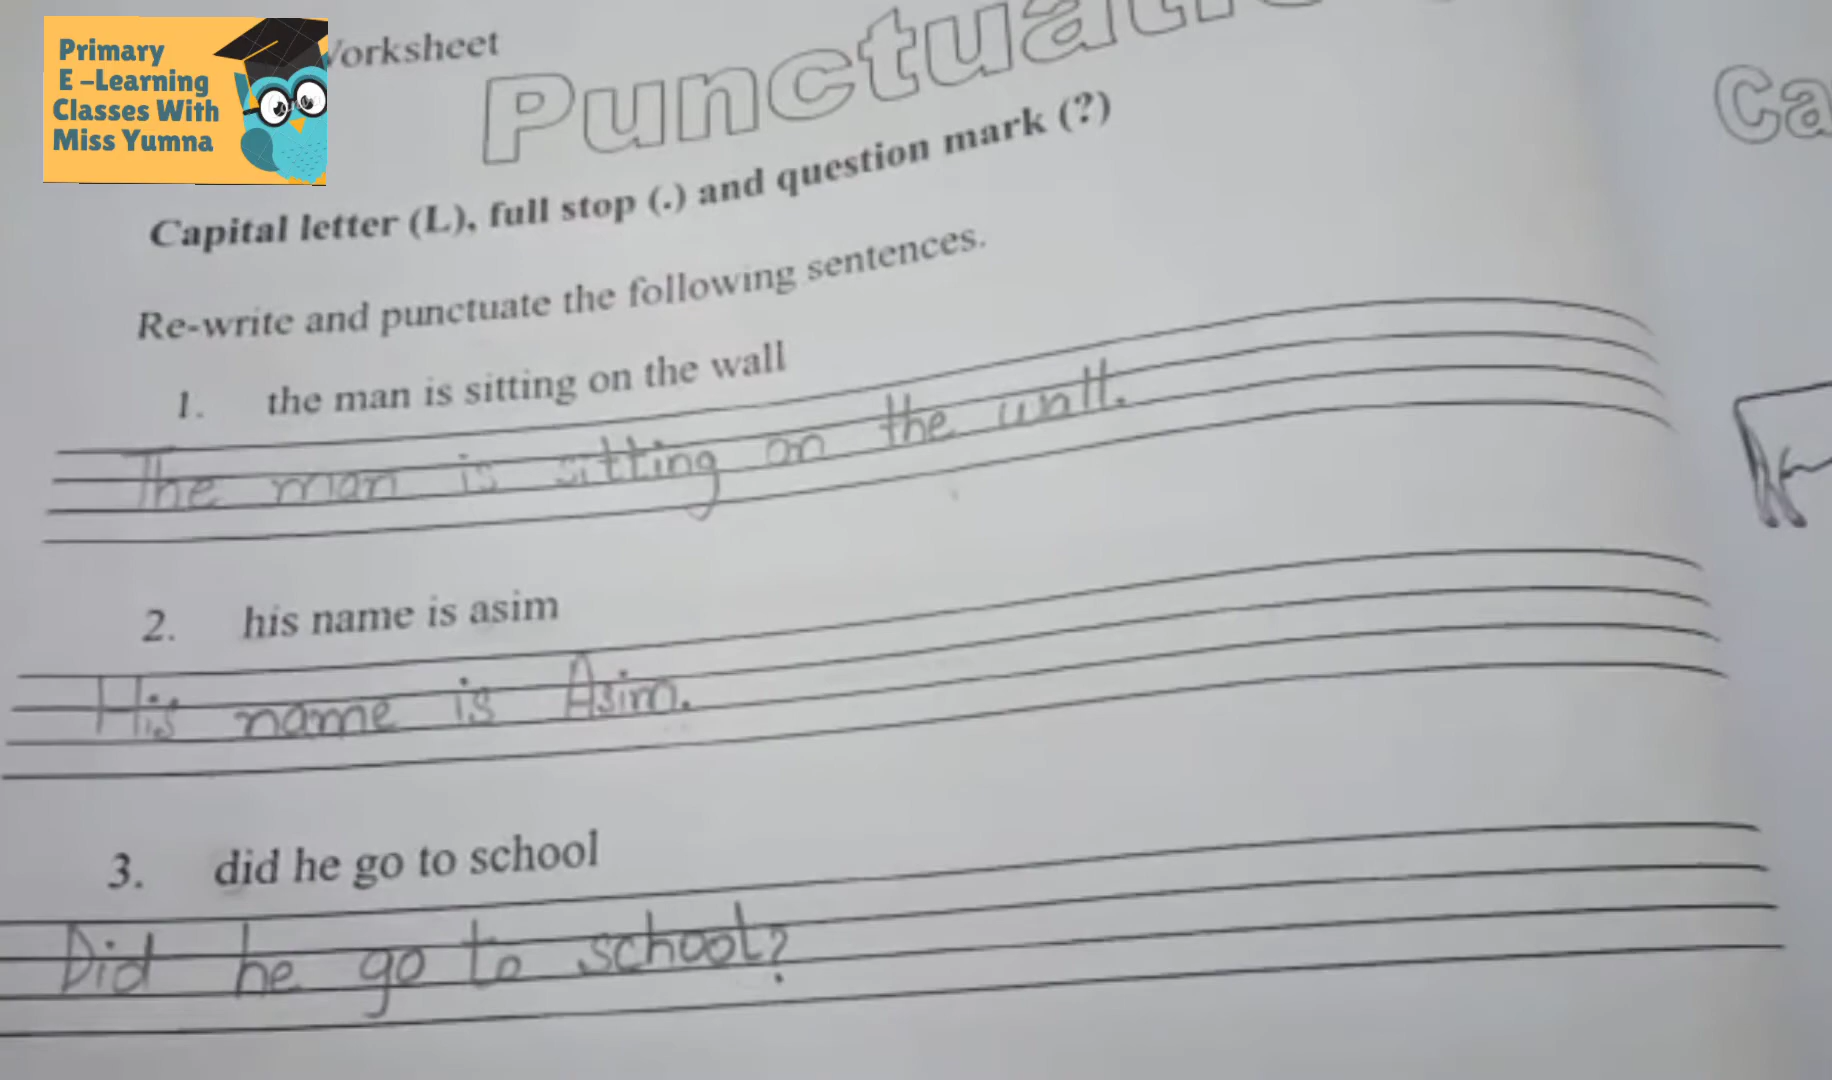 Primary
E -Learning
Classes With
Miss Yumna
Worksheet
Punctuati
Ca
Capital letter (L), full stop (.) and question mark (?)
Re-write and punctuate the following sentences.
1. the man is sitting on the wall
The man is sitting on the wall.
2. his name is asim
His name is Asim.
3. did he go to school
Did he go to school?